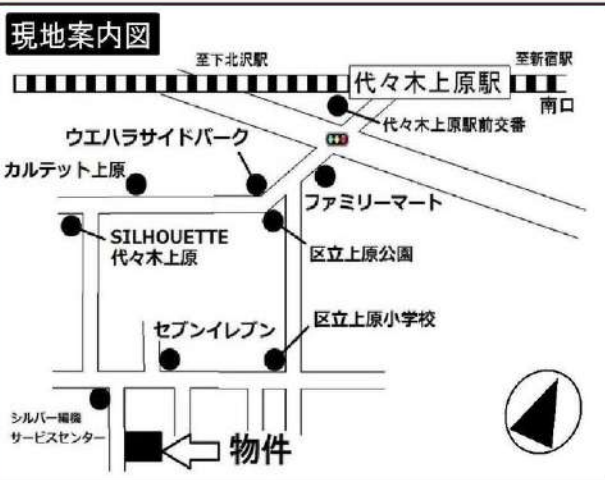 現地案内図
至下北沢駅
至新宿駅
代々木上原駅
南口
代々木上原駅前交番
ウエハラサイドパーク
カルテット上原
ファミリーマート
SILHOUETTE
代々木上原
区立上原公園
セブンイレブン
区立上原小学校
シルバー編機
サービスセンター
物件